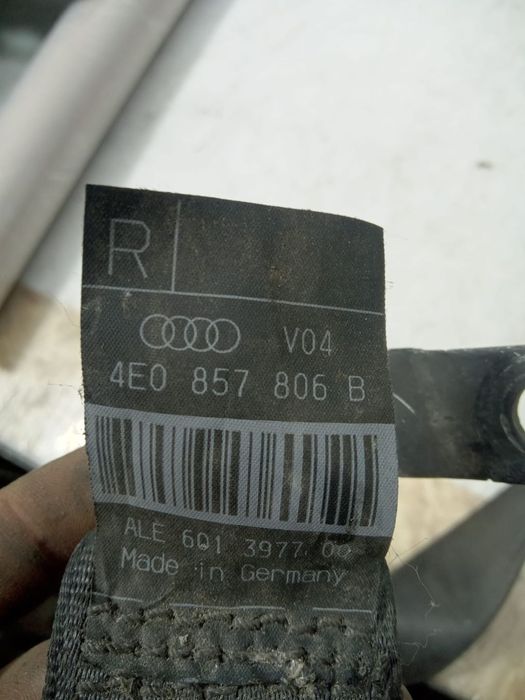 R
V04
4E0 857 806 B
ALE 601 3977 00
Made in Germany